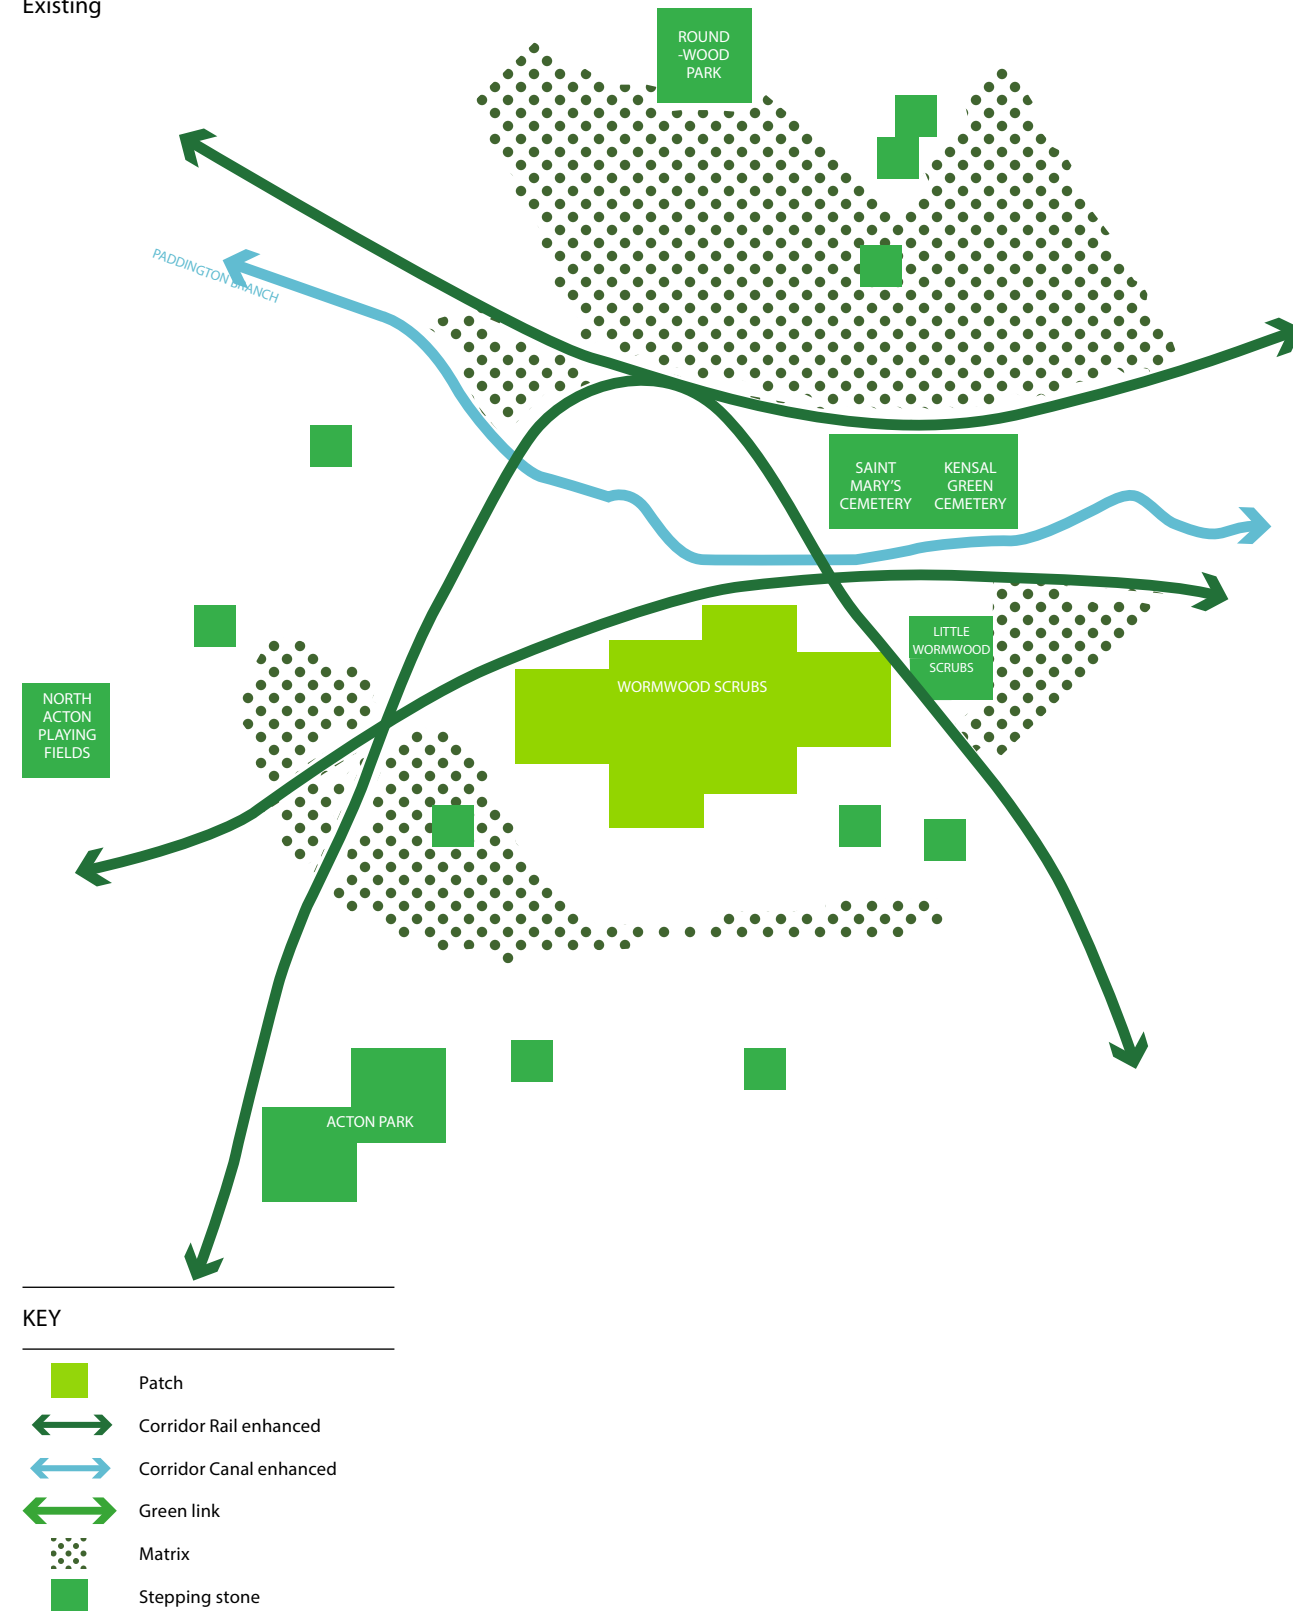 Existing
ROUND
-WOOD
PARK
PADDINGTON BRANCH
SAINT
MARY'S
CEMETERY
KENSAL
GREEN
CEMETERY
LITTLE
WORMWOOD
SCRUBS
WORMWOOD SCRUBS
NORTH
ACTON
PLAYING
FIELDS
ACTON PARK
KEY
Patch
Corridor Rail enhanced
Corridor Canal enhanced
Green link
Matrix
Stepping stone